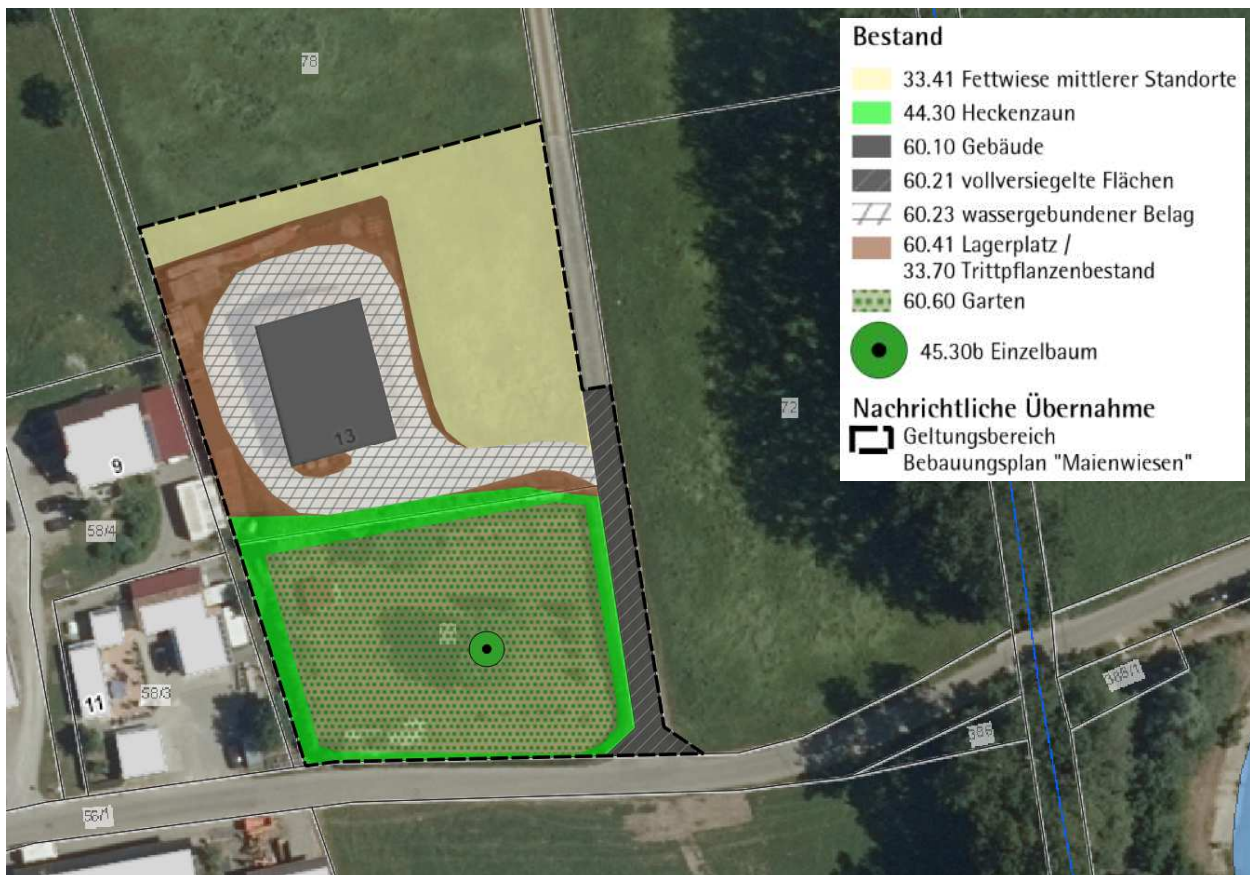 Bestand
33.41 Fettwiese mittlerer Standorte
44.30 Heckenzaun
60.10 Gebäude
60.21 vollversiegelte Flächen
60.23 wassergebundener Belag
60.41 Lagerplatz /
33.70 Trittpflanzenbestand
60.60 Garten
45.30b Einzelbaum
Nachrichtliche Übernahme
Geltungsbereich
Bebauungsplan "Maienwiesen"
78
72
13
9
58/4
11
58/3
56/1
386
385/1